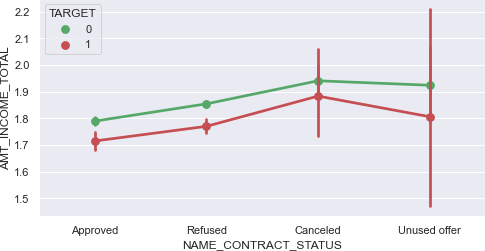 TARGET
0
1
AMT_INCOME_TOTAL
2.2
2.1
2.0
1.9
1.8
1.7
1.6
1.5
Approved
Refused
Canceled
Unused offer
NAME_CONTRACT_STATUS